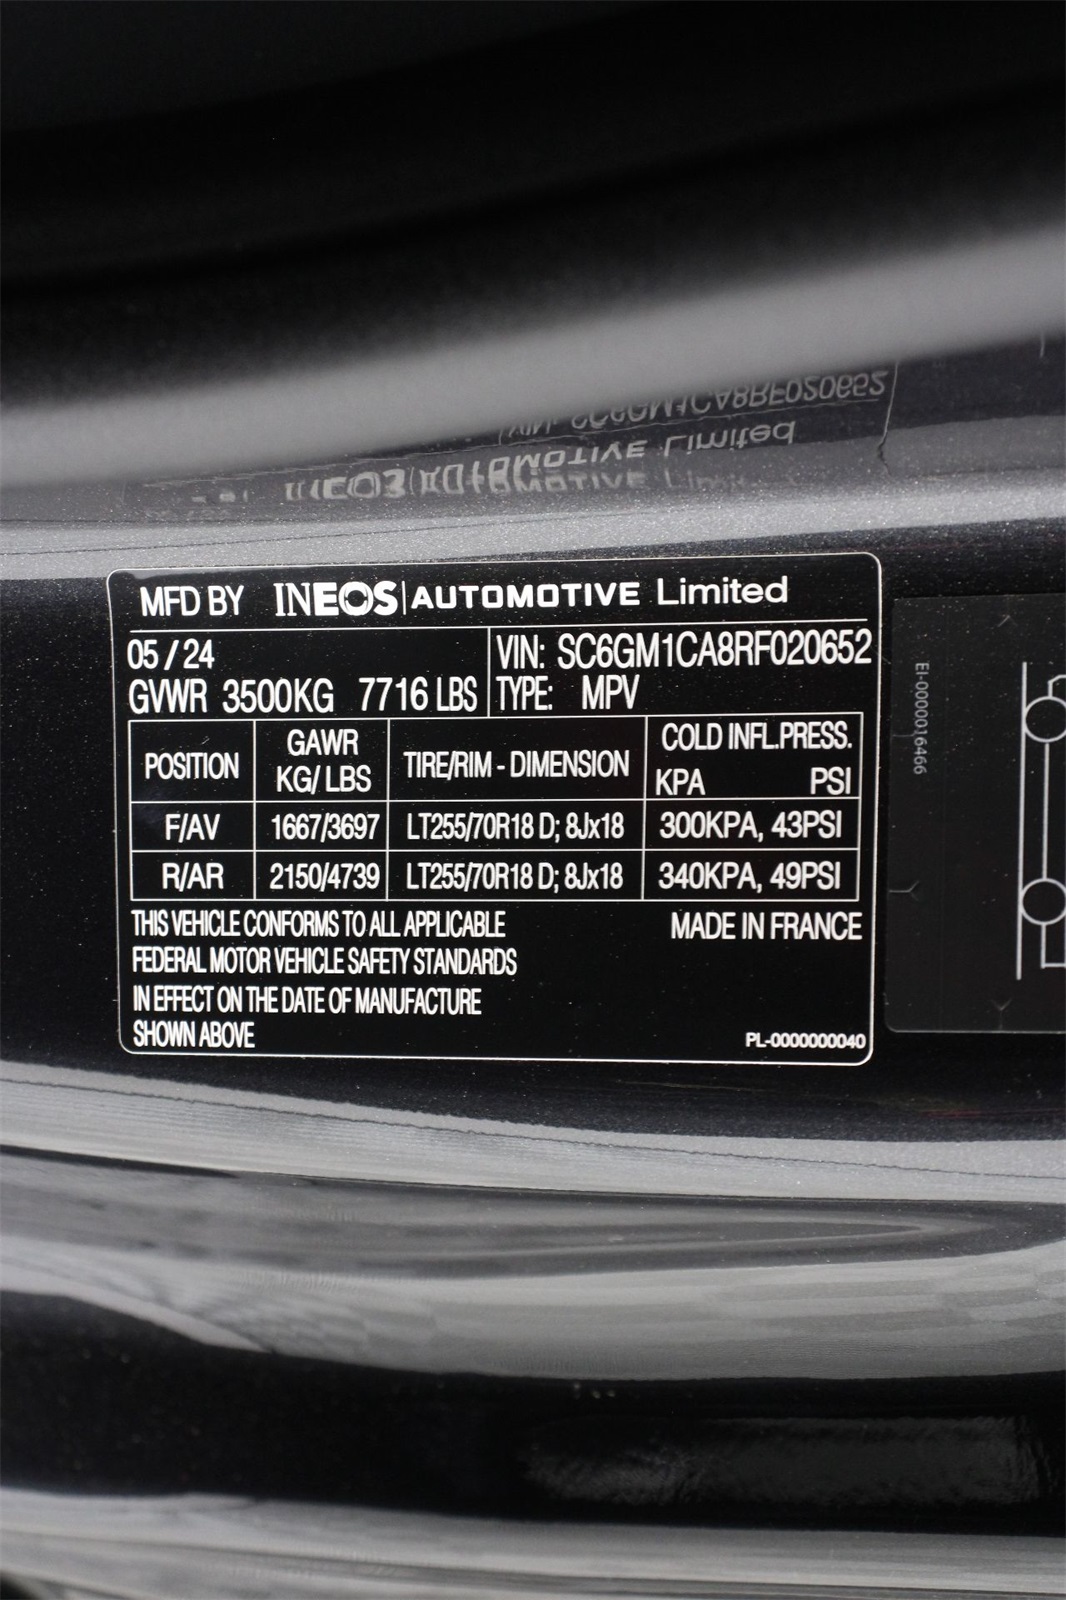 MFD BY INEOS|AUTOMOTIVE Limited
05 / 24
VIN: SC6GM1CA8RF020652
GVWR 3500KG 7716 LBS
TYPE: MPV
POSITION GAWR KG/ LBS TIRE/RIM - DIMENSION COLD INFL.PRESS. KPA PSI
F/AV 1667/3697 LT255/70R18 D; 8Jx18 300KPA, 43PSI
R/AR 2150/4739 LT255/70R18 D; 8Jx18 340KPA, 49PSI
THIS VEHICLE CONFORMS TO ALL APPLICABLE
FEDERAL MOTOR VEHICLE SAFETY STANDARDS
IN EFFECT ON THE DATE OF MANUFACTURE
SHOWN ABOVE
MADE IN FRANCE
PL-0000000040
EI-0000016466